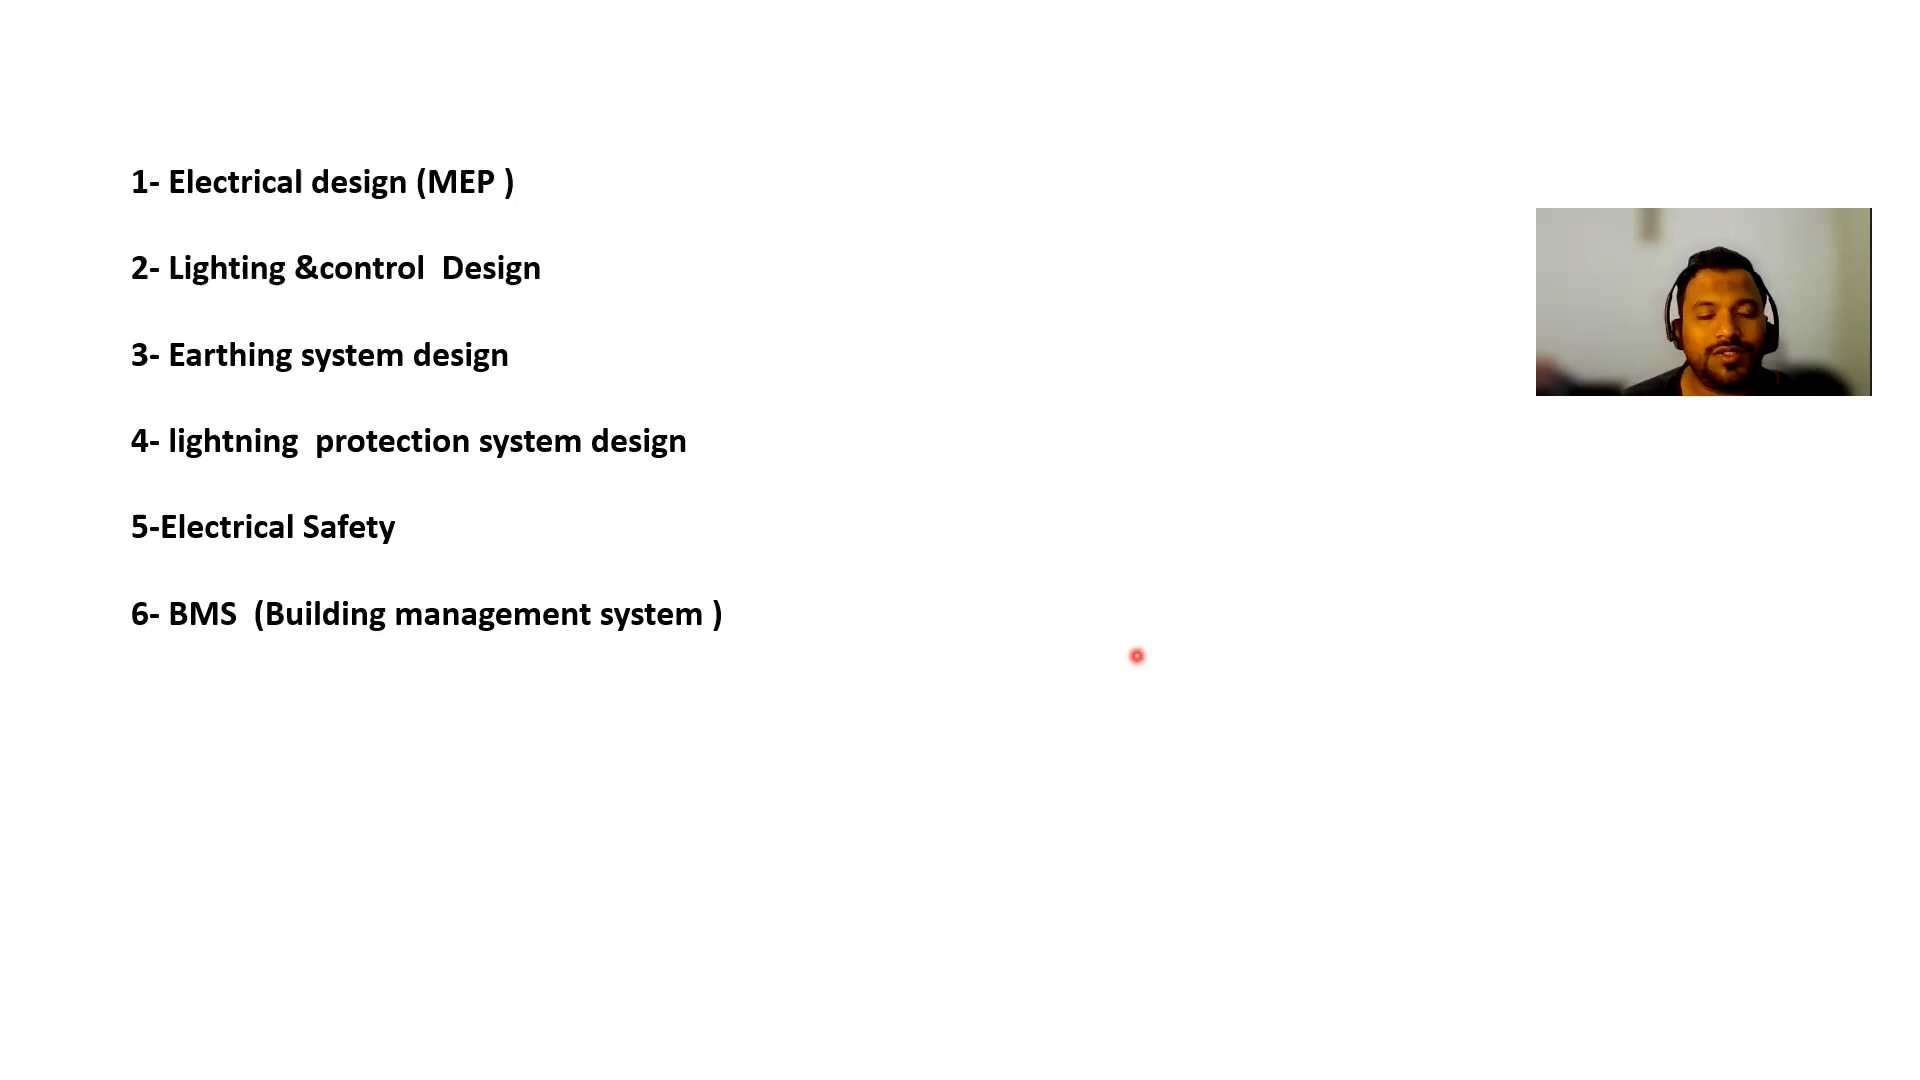 1- Electrical design (MEP )
2- Lighting &control  Design
3- Earthing system design
4- lightning  protection system design
5-Electrical Safety
6- BMS  (Building management system )